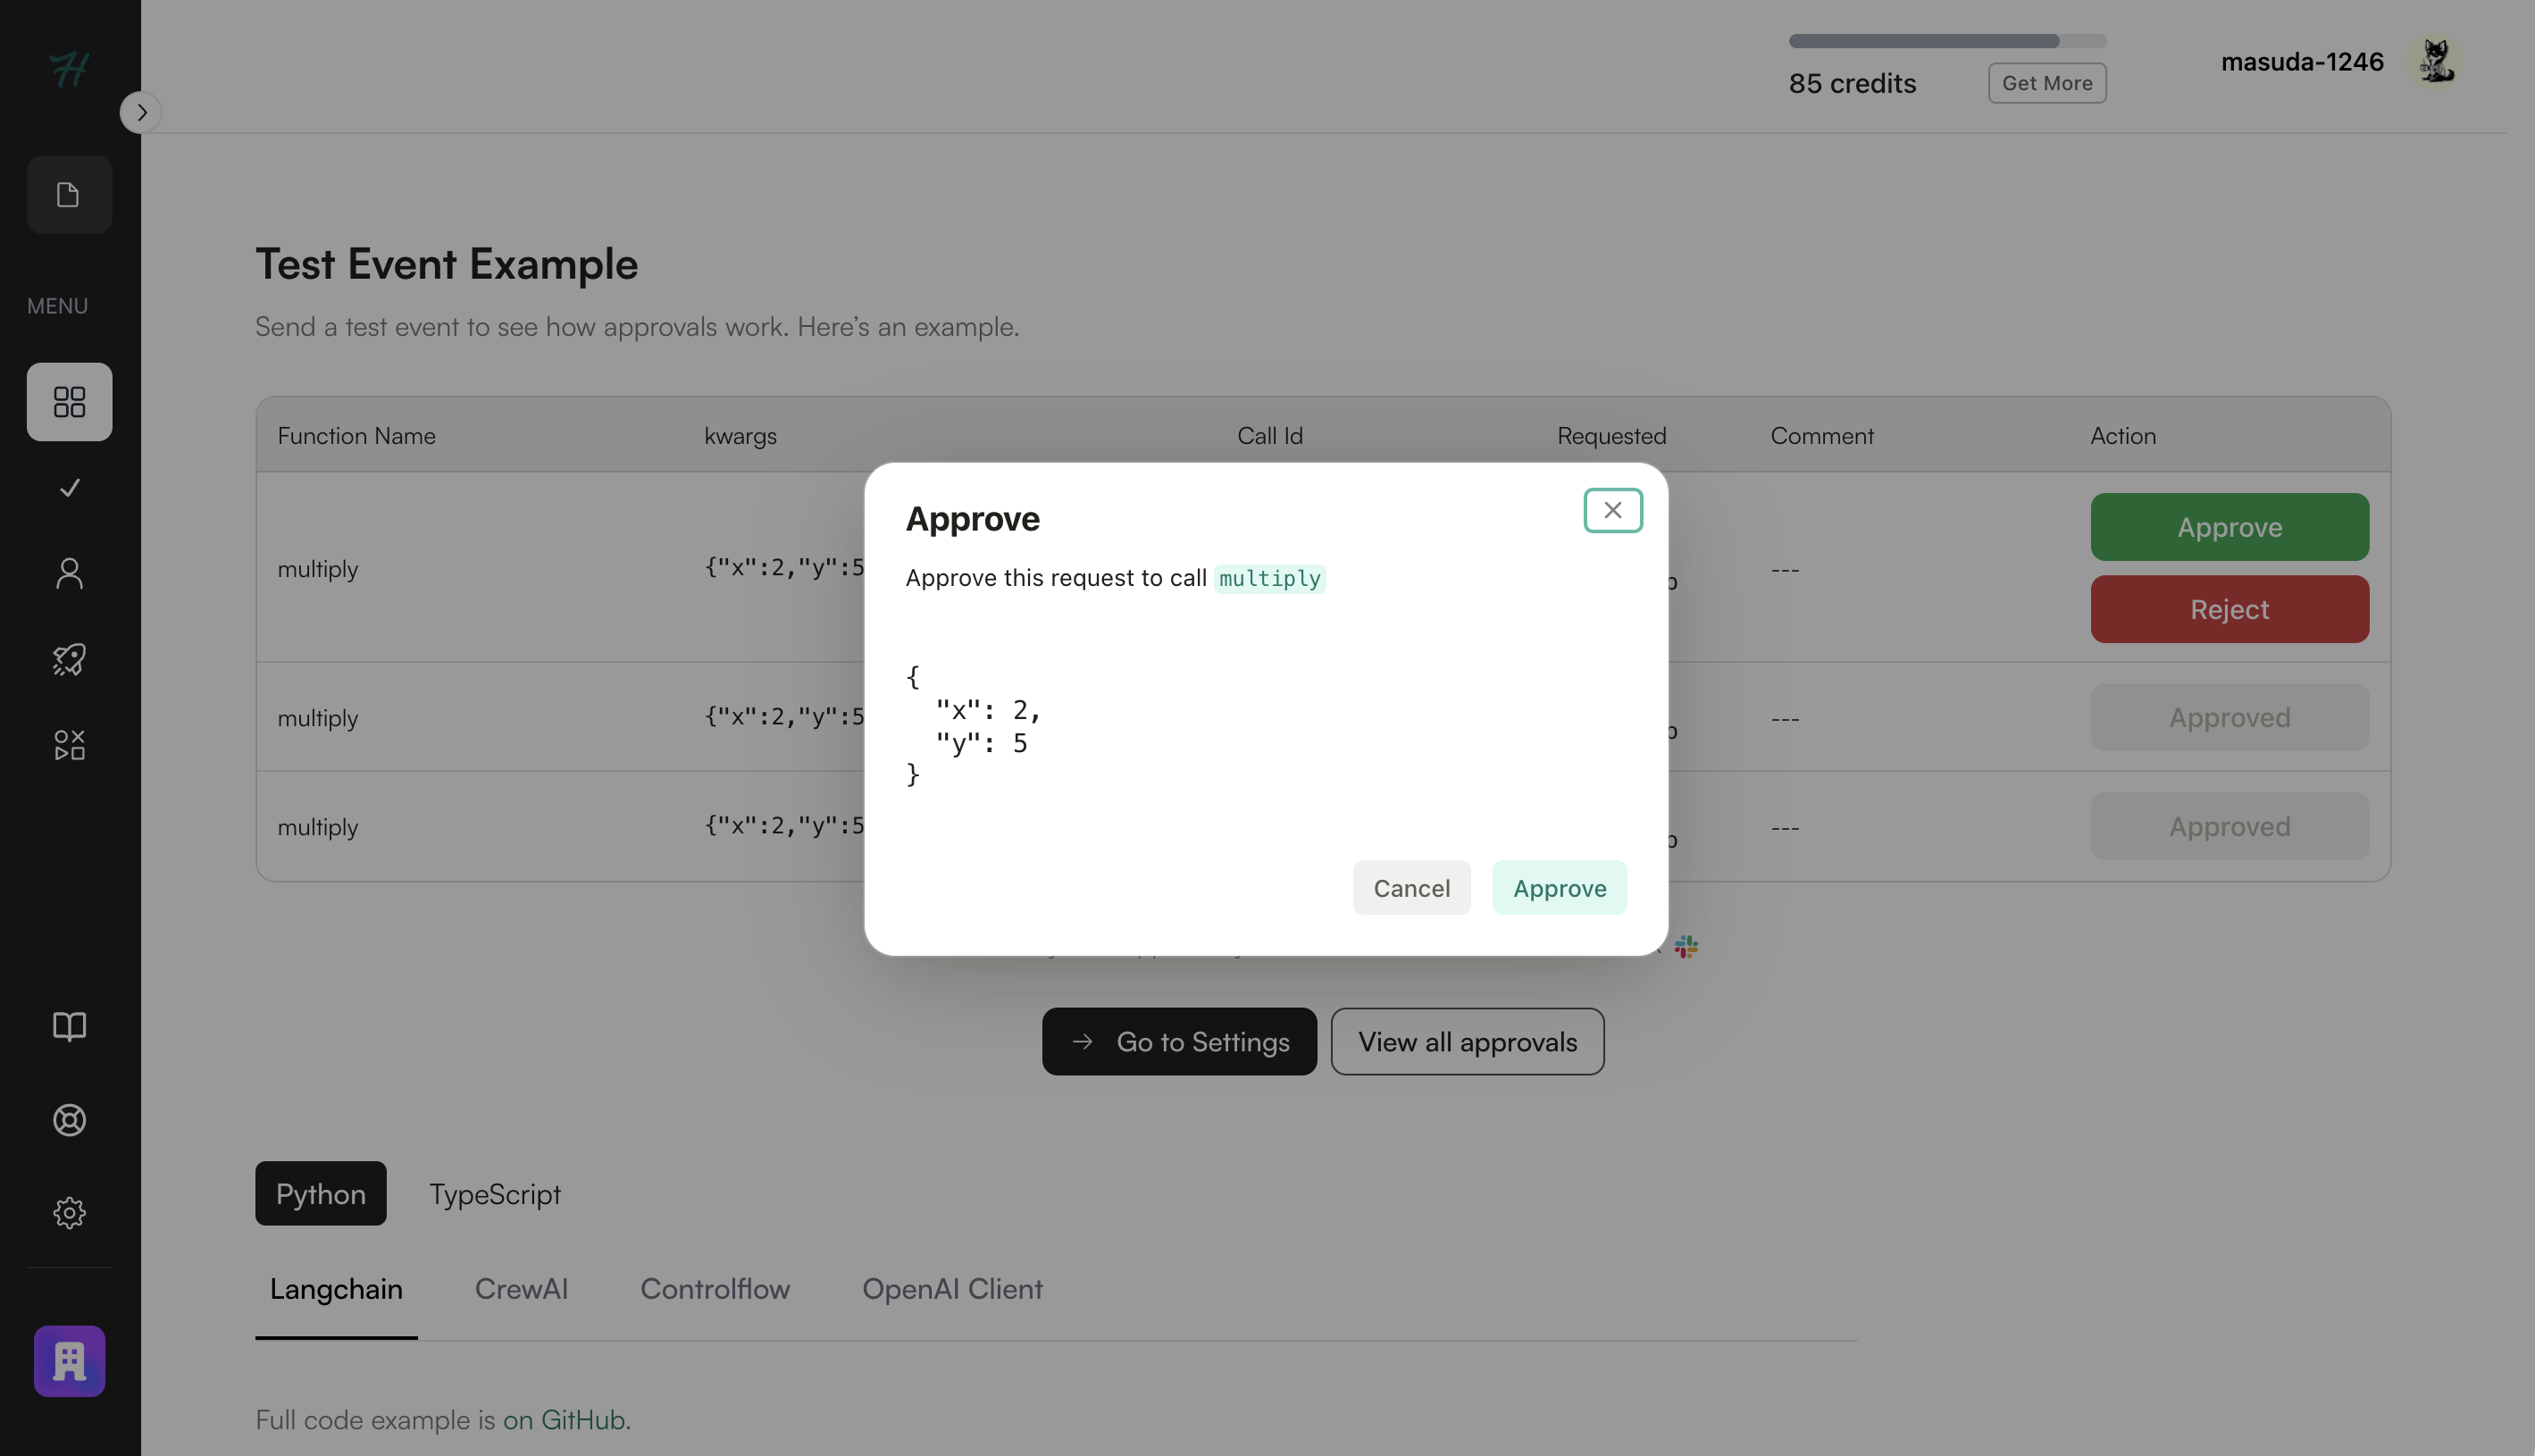 85 credits
Get More
masuda-1246
MENU
Test Event Example
Send a test event to see how approvals work. Here's an example.
Function Name kwargs Call Id Requested Comment Action
multiply {"x":2,"y":5 --- Approve
Reject
multiply {"x":2,"y":5 --- Approved
multiply {"x":2,"y":5 --- Approved
Approve
Approve this request to call multiply
{
"x": 2,
"y": 5
}
Cancel Approve
Go to Settings View all approvals
Python TypeScript
Langchain CrewAI Controlflow OpenAI Client
Full code example is on GitHub.